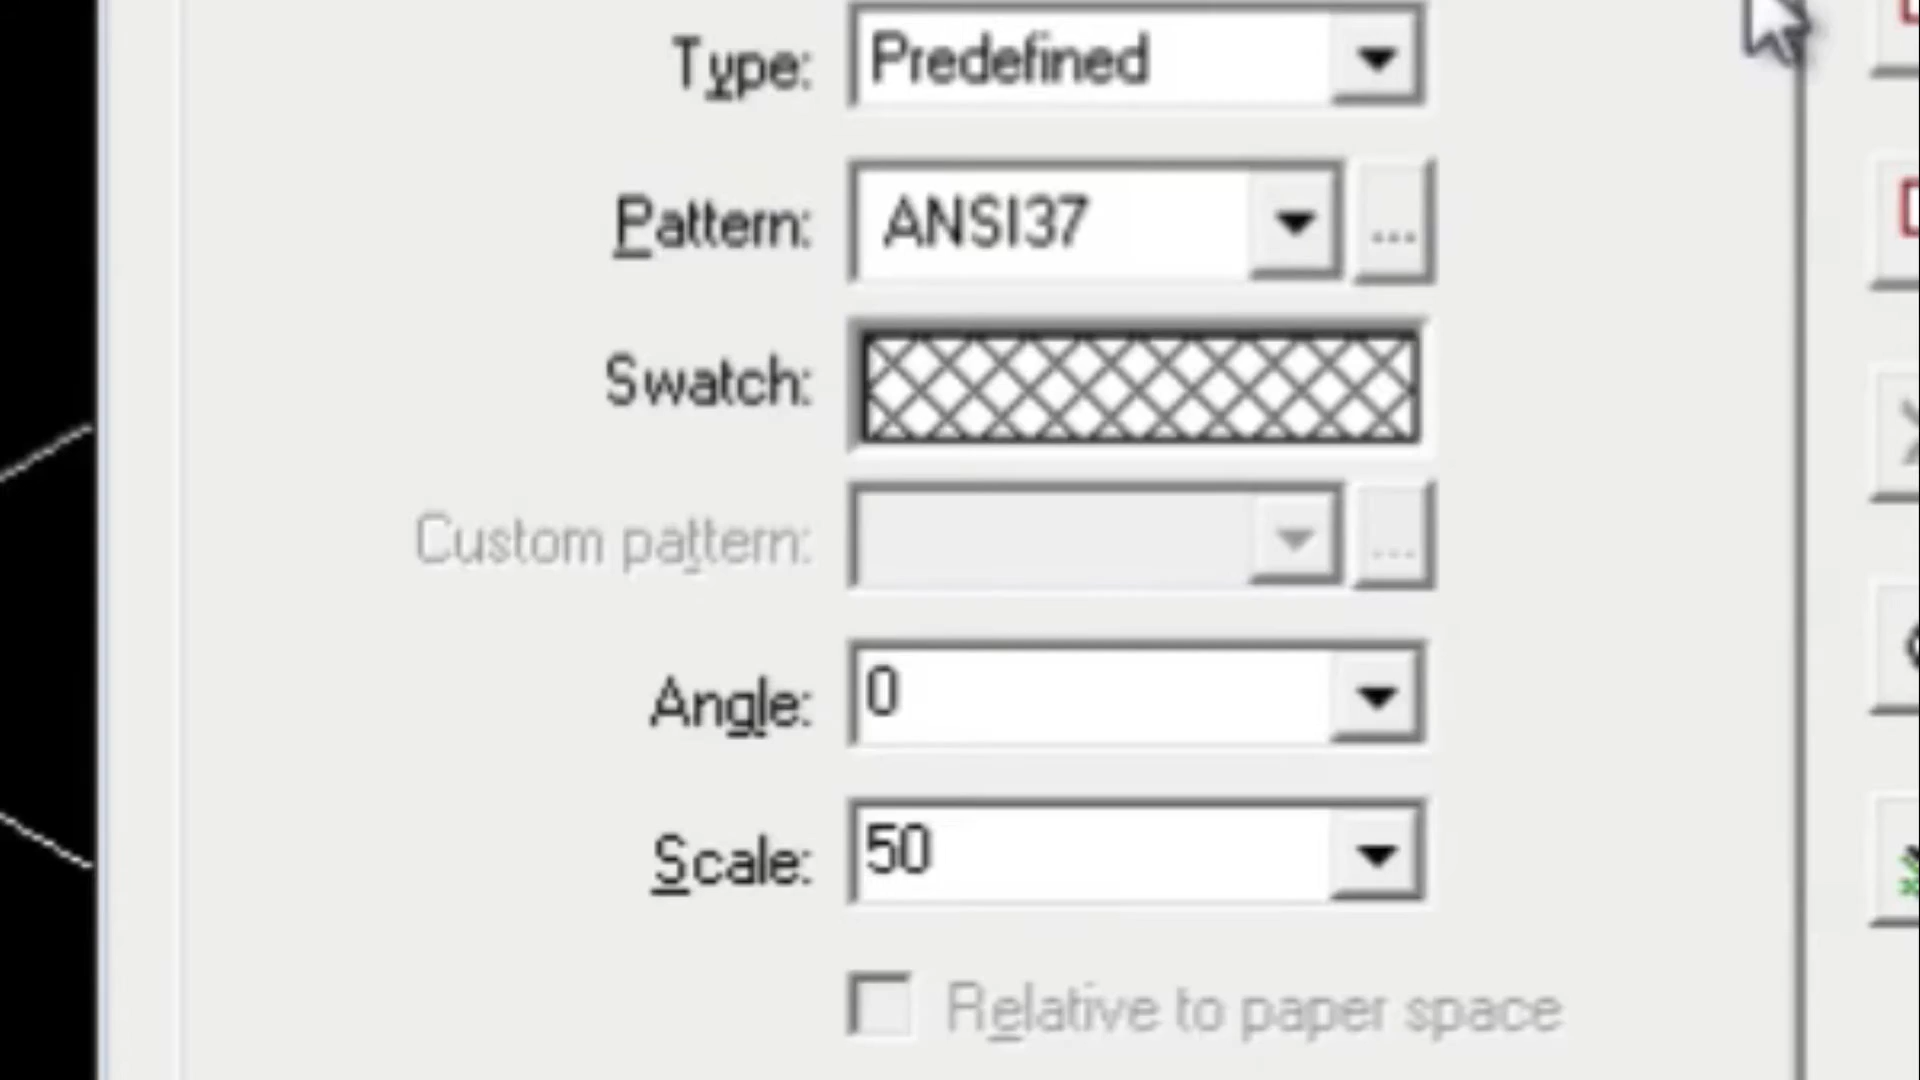 Type: Predefined
Pattern: ANSI37 ...
Swatch:
Custom pattern: ...
Angle: 0
Scale: 50
Relative to paper space